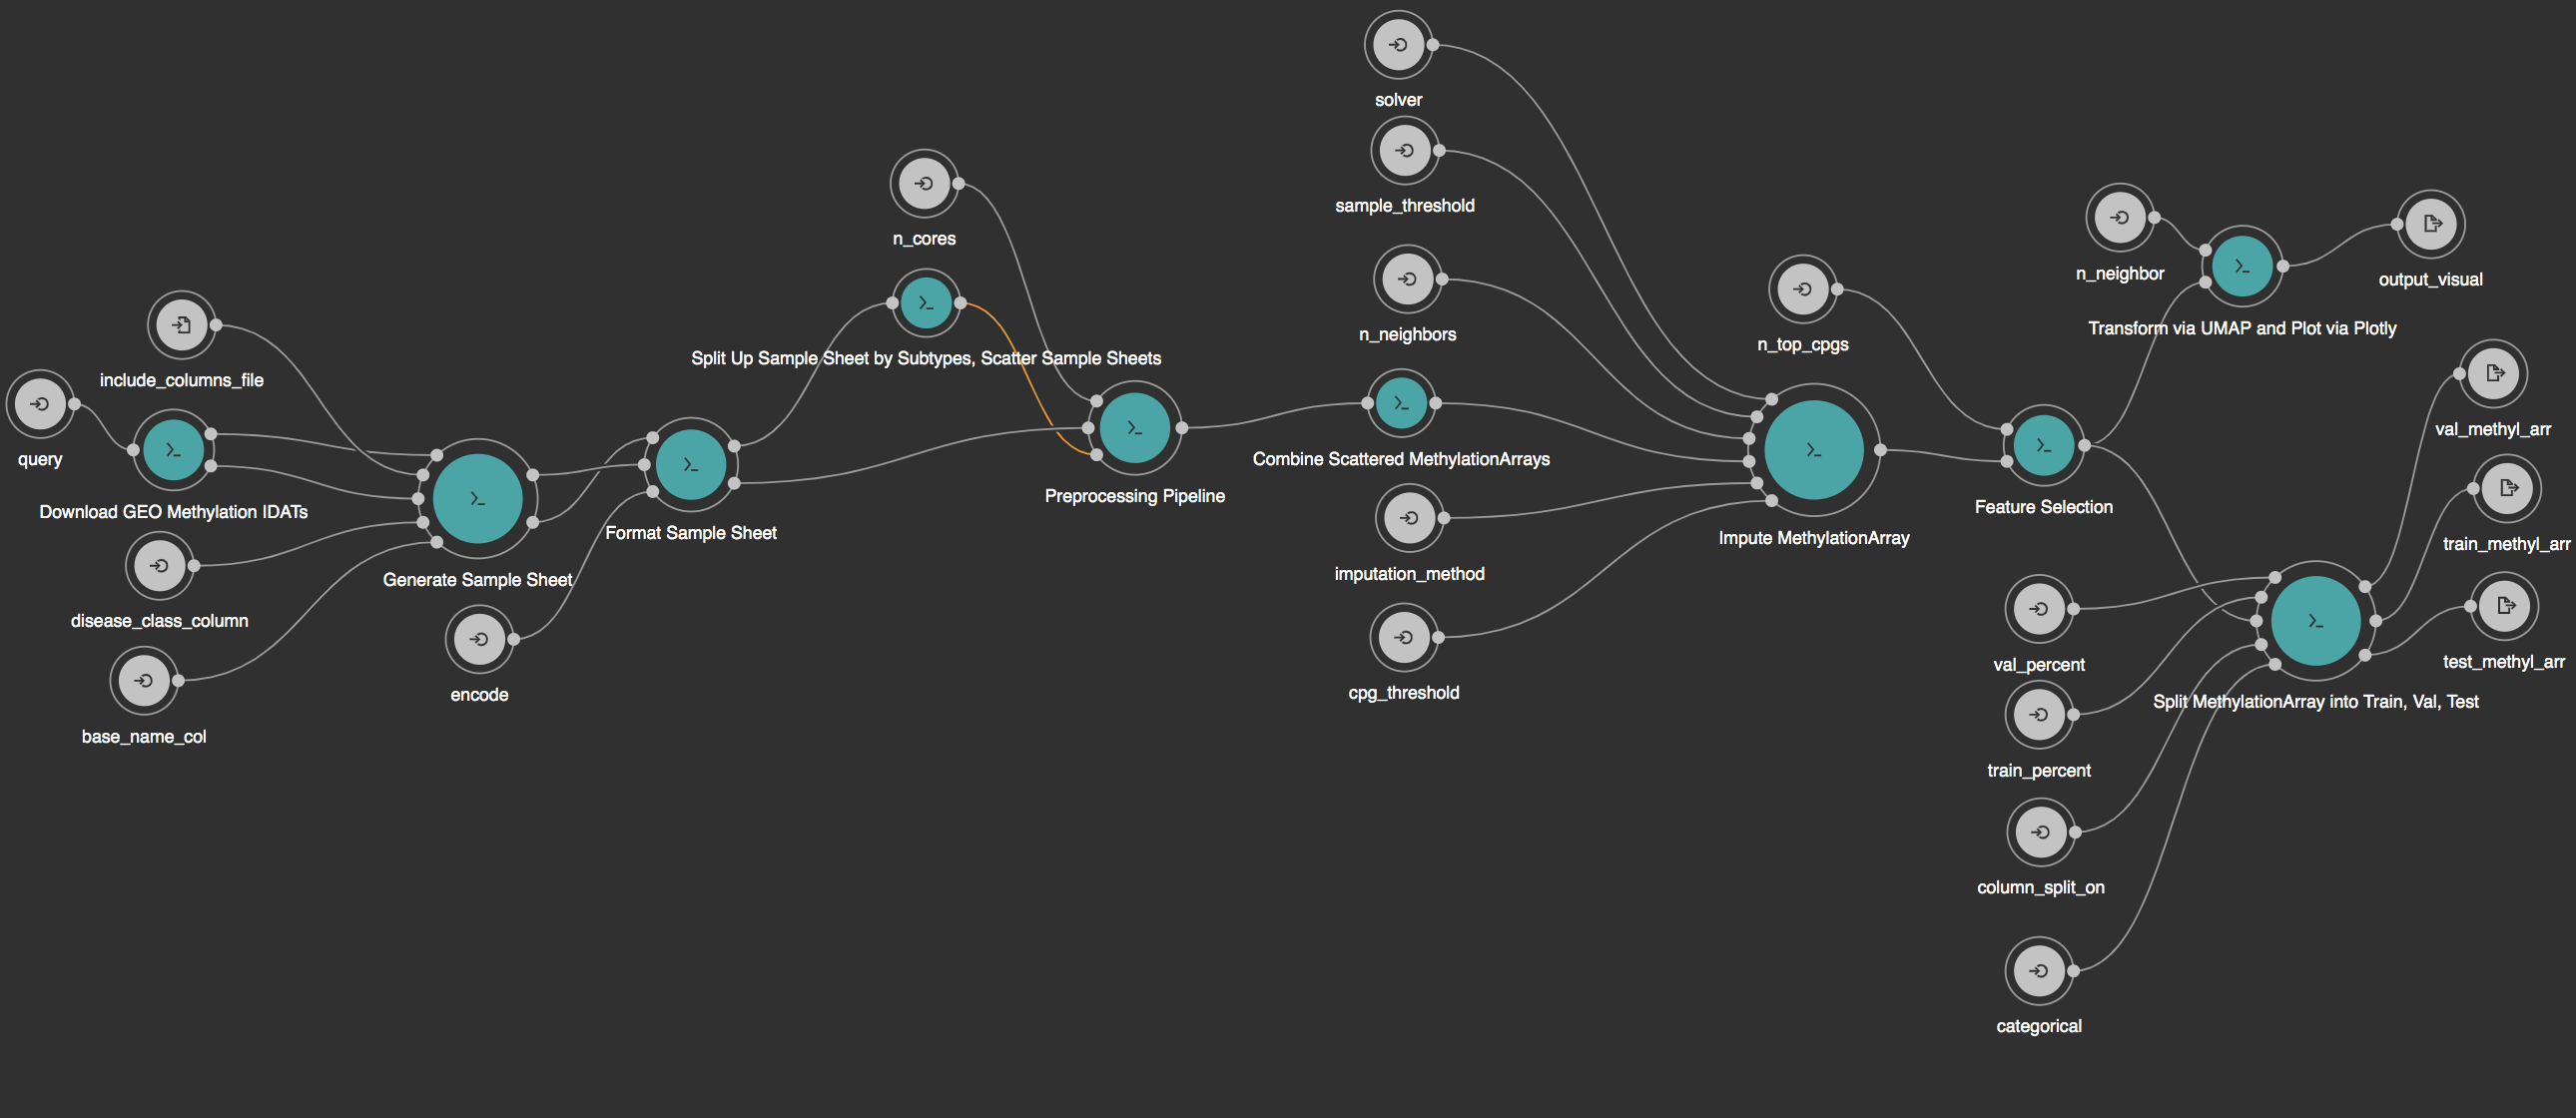 query
include_columns_file
Download GEO Methylation IDATs
disease_class_column
base_name_col
Generate Sample Sheet
encode
Format Sample Sheet
n_cores
Split Up Sample Sheet by Subtypes, Scatter Sample Sheets
Preprocessing Pipeline
solver
sample_threshold
n_neighbors
Combine Scattered MethylationArrays
imputation_method
cpg_threshold
Impute MethylationArray
n_top_cpgs
Feature Selection
n_neighbor
Transform via UMAP and Plot via Plotly
output_visual
val_percent
train_percent
column_split_on
categorical
Split MethylationArray into Train, Val, Test
val_methyl_arr
train_methyl_arr
test_methyl_arr